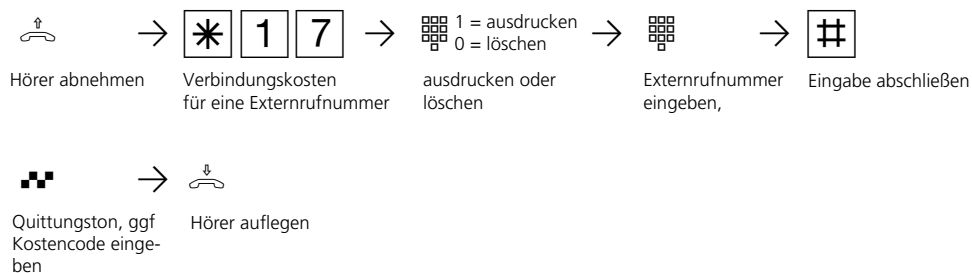 * 1 7
1 = ausdrucken
0 = löschen
#
Hörer abnehmen
Verbindungskosten
für eine Externrufnummer
ausdrucken oder
löschen
Externrufnummer
eingeben,
Eingabe abschließen
Quittungston, ggf
Kostencode einge-
ben
Hörer auflegen